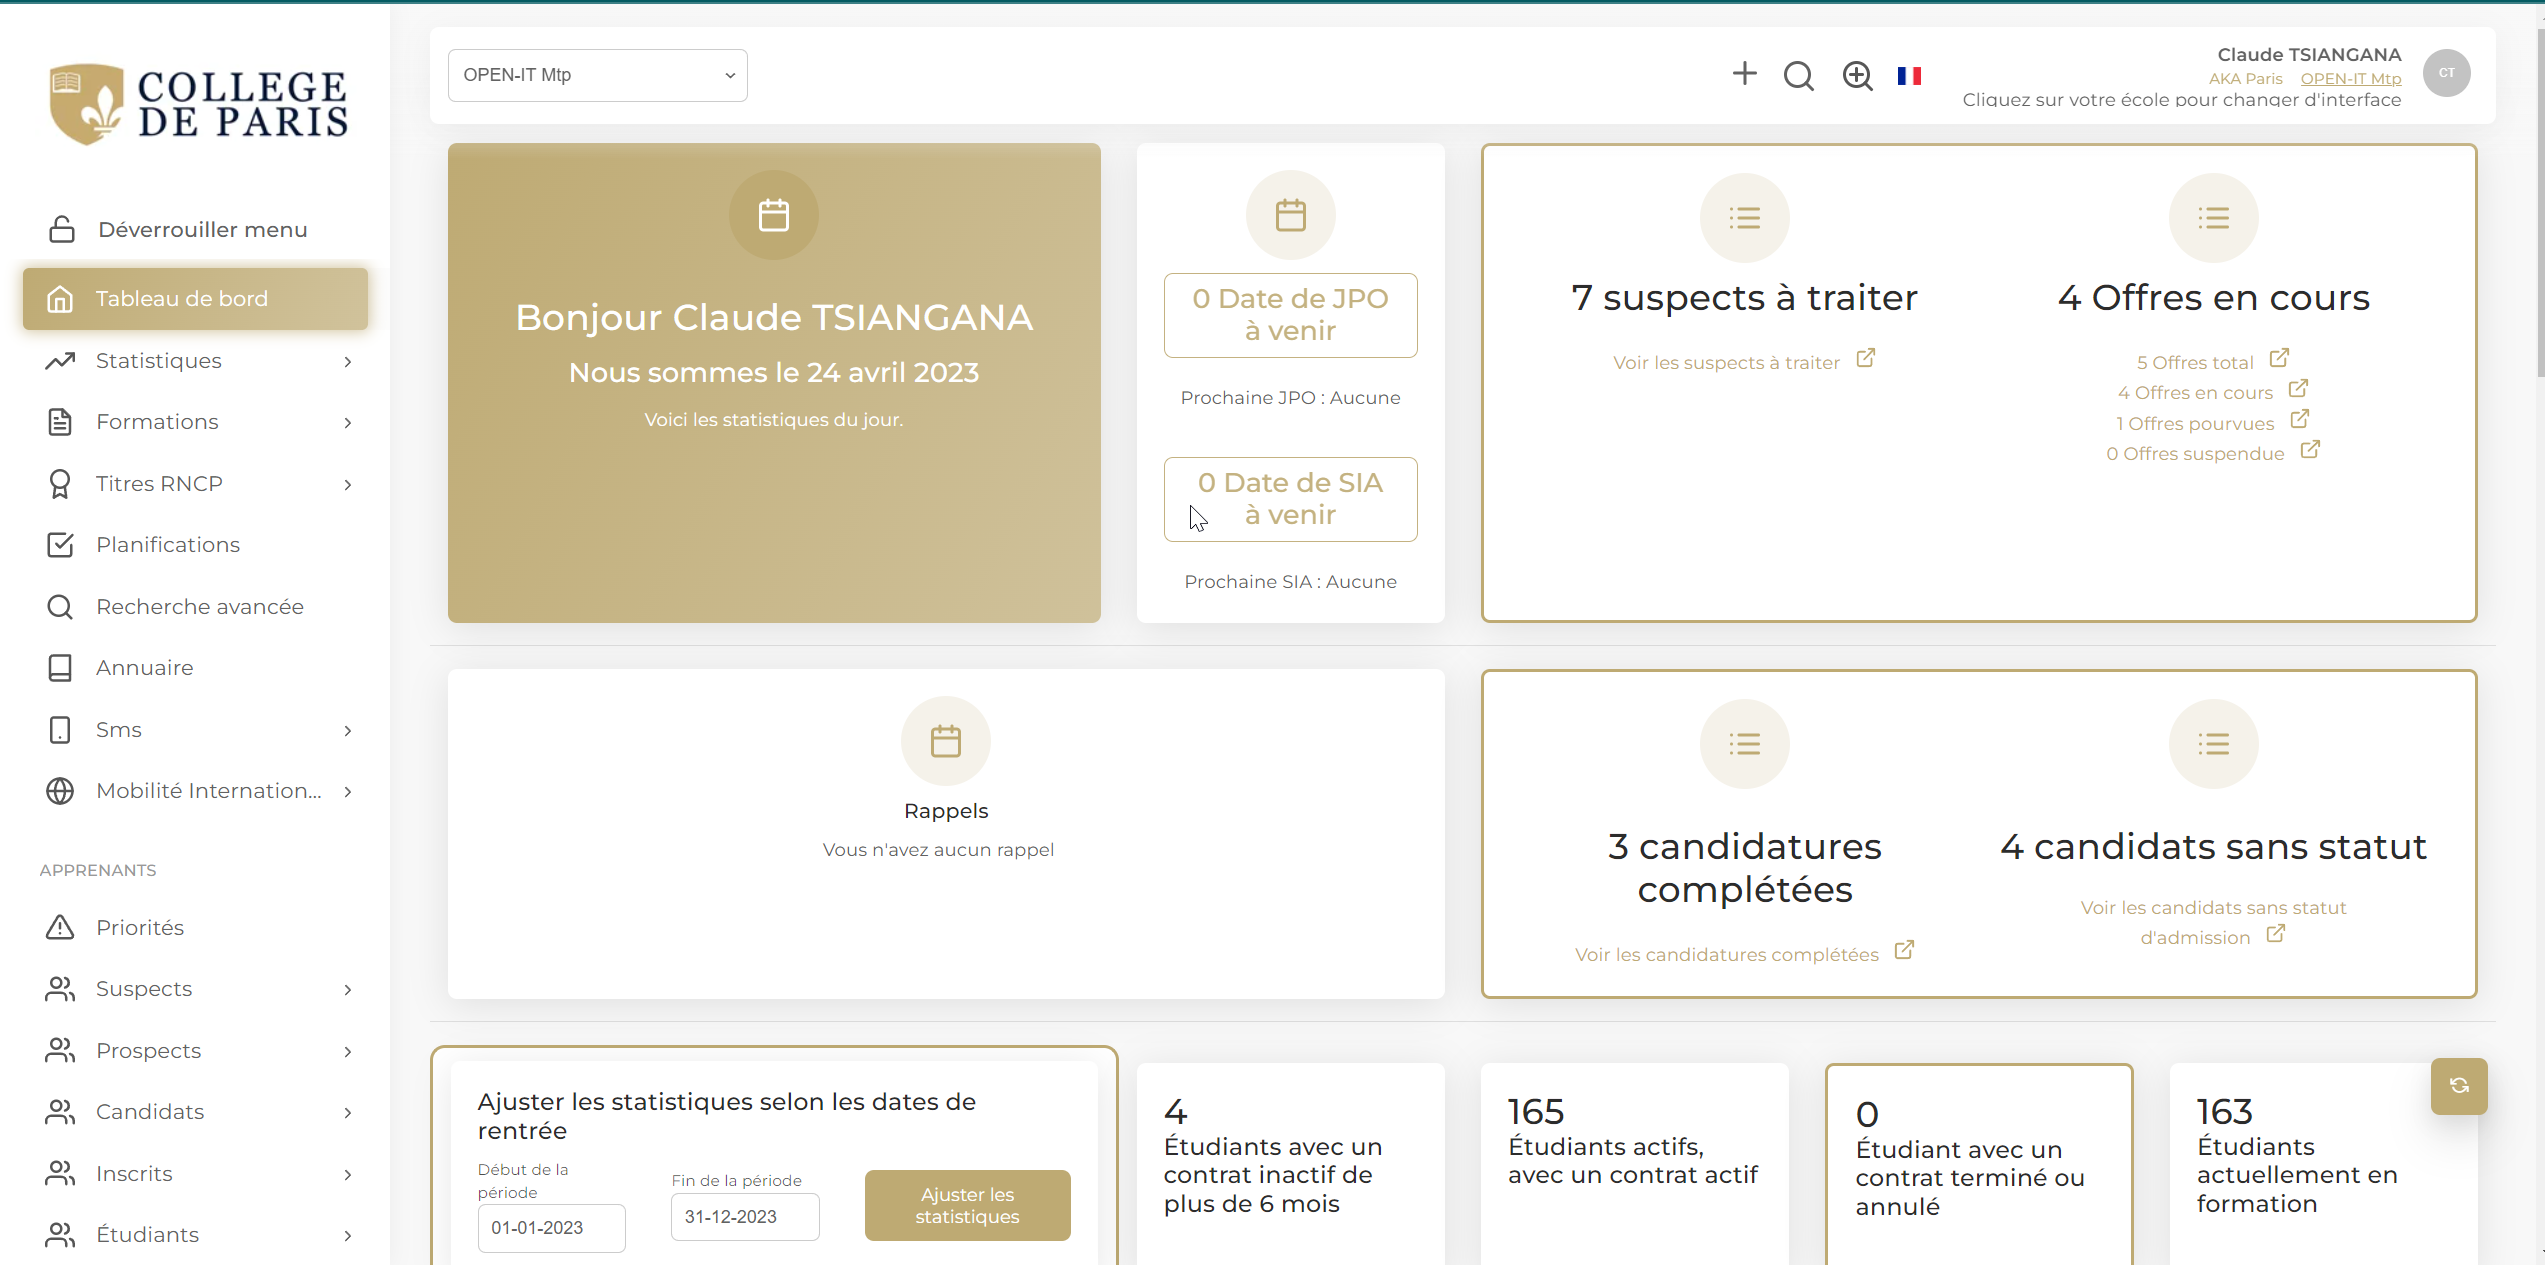 COLLEGE
DE PARIS
Déverrouiller menu
Tableau de bord
Statistiques
Formations
Titres RNCP
Planifications
Recherche avancée
Annuaire
Sms
Mobilité Internation...
APPRENANTS
Priorités
Suspects
Prospects
Candidats
Inscrits
Étudiants
OPEN-IT Mtp
Claude TSIANGANA
AKA Paris OPEN-IT Mtp
Cliquez sur votre école pour changer d'interface
CT
Bonjour Claude TSIANGANA
Nous sommes le 24 avril 2023
Voici les statistiques du jour.
0 Date de JPO
à venir
Prochaine JPO : Aucune
0 Date de SIA
à venir
Prochaine SIA : Aucune
7 suspects à traiter
Voir les suspects à traiter
4 Offres en cours
5 Offres total
4 Offres en cours
1 Offres pourvues
0 Offres suspendue
Rappels
Vous n'avez aucun rappel
3 candidatures
complétées
Voir les candidatures complétées
4 candidats sans statut
Voir les candidats sans statut
d'admission
Ajuster les statistiques selon les dates de
rentrée
Début de la
période
01-01-2023
Fin de la période
31-12-2023
Ajuster les
statistiques
4
Étudiants avec un
contrat inactif de
plus de 6 mois
165
Étudiants actifs,
avec un contrat actif
0
Étudiant avec un
contrat terminé ou
annulé
163
Étudiants
actuellement en
formation